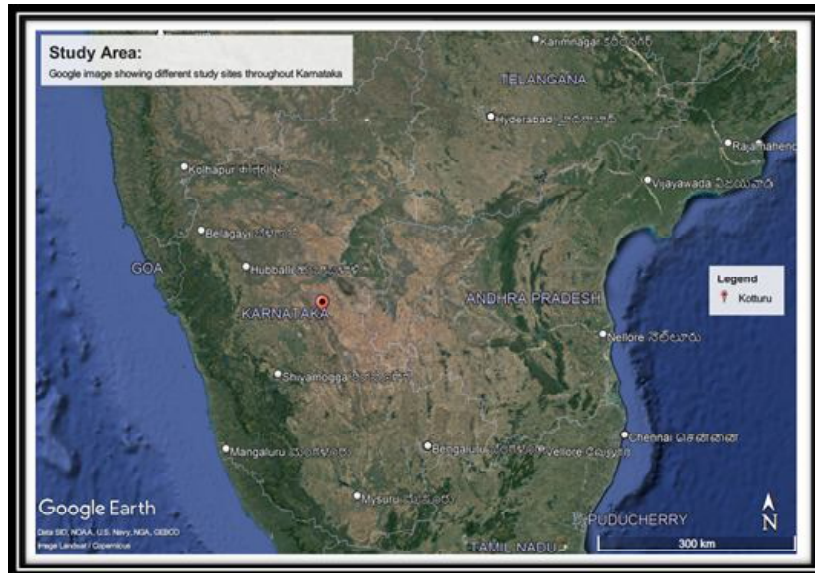 Study Area:
Google image showing different study sites throughout Karnataka
Karimnagar
TELANGANA
Hyderabad
Rajamahend
Kolhapur
Vijayawada
Belagavi
GOA
Hubballi
Legend
Kotturu
ANDHRA PRADESH
KARNATAKA
Nellore
Shivamogga
Chennai சென்னை
Mangaluru
Bengaluru
Vellore
Mysuru
Google Earth
PUDUCHERRY
N
Data SIO, NOAA, U.S. Navy, NGA, GEBCO
Image Landsat / Copernicus
TAMIL NADU
300 km